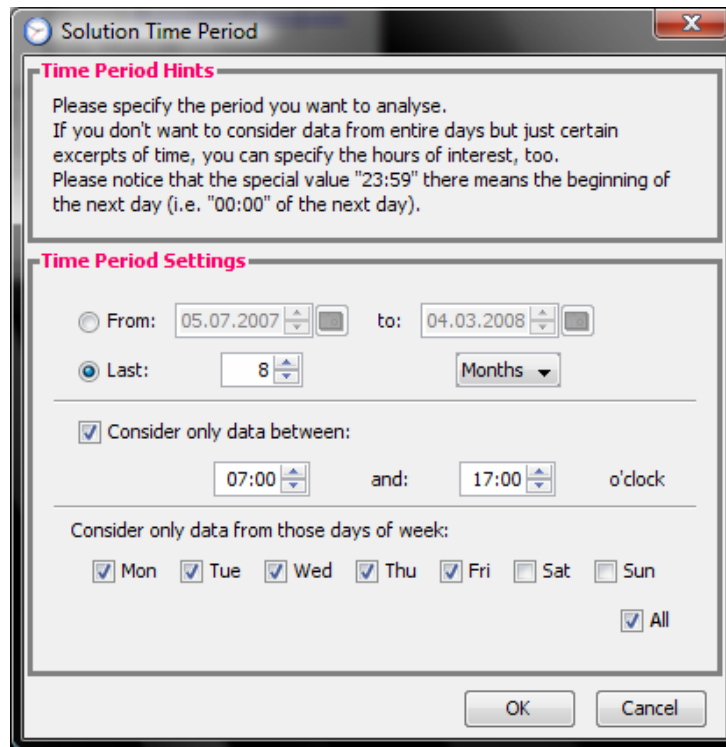 Solution Time Period
Time Period Hints
Please specify the period you want to analyse.
If you don't want to consider data from entire days but just certain
excerpts of time, you can specify the hours of interest, too.
Please notice that the special value "23:59" there means the beginning of
the next day (i.e. "00:00" of the next day).
Time Period Settings
From: 05.07.2007 to: 04.03.2008
Last: 8 Months
Consider only data between:
07:00 and: 17:00 o'clock
Consider only data from those days of week:
Mon Tue Wed Thu Fri Sat Sun
All
OK Cancel